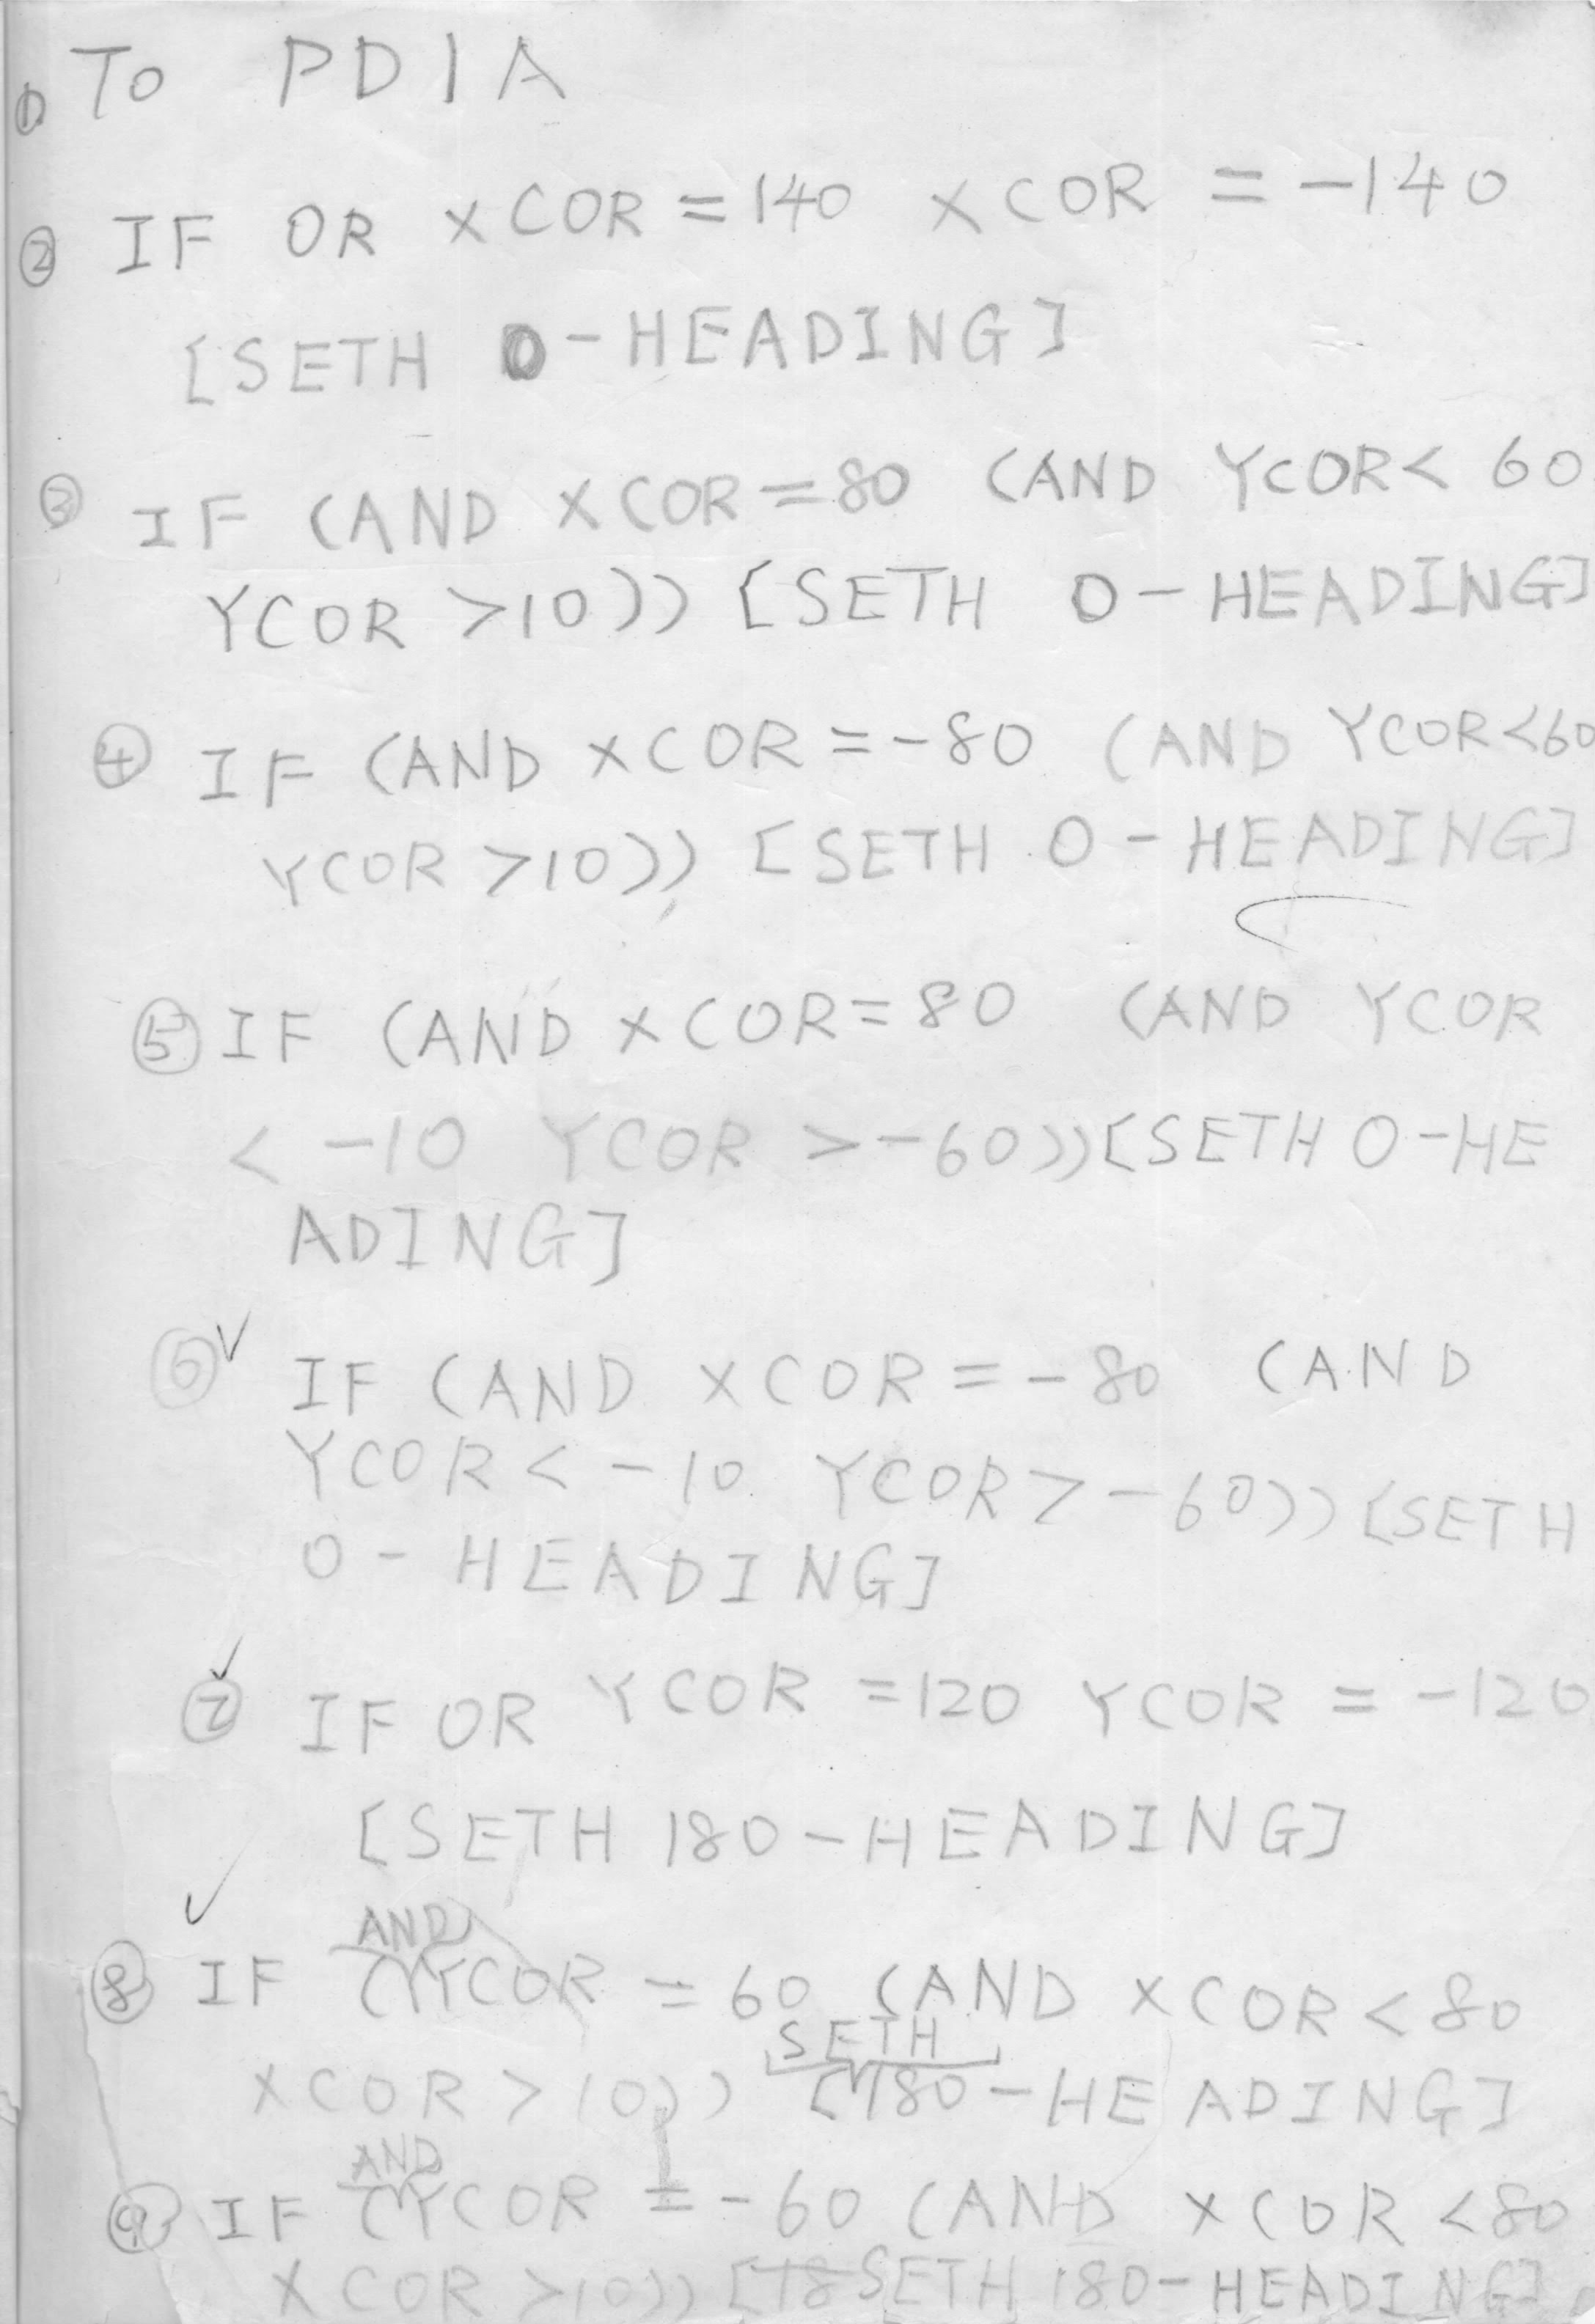 ① TO PDIA
② IF OR XCOR=140 XCOR = -140
[SETH 0-HEADING]
③ IF (AND XCOR=80 (AND YCOR< 60
YCOR >10)) [SETH 0-HEADING]
④ IF (AND XCOR=-80 (AND YCOR<60
YCOR >10)) [SETH 0-HEADING]
⑤ IF (AND XCOR=80 (AND YCOR
< -10 YCOR >-60))[SETH 0-HE
ADING]
⑥✓ IF (AND XCOR=-80 (AND
YCOR< -10 YCOR>-60))[SETH
0-HEADING]
✓
⑦ IF OR YCOR =120 YCOR = -120
[SETH 180-HEADING]
✓
AND
⑧ IF (YCOR = 60 (AND XCOR<80
SETH
XCOR >10)) [180-HEADING]
AND
⑨ IF (YCOR =-60 (AND XCOR <80
XCOR >10)) [18 SETH 180-HEADING]